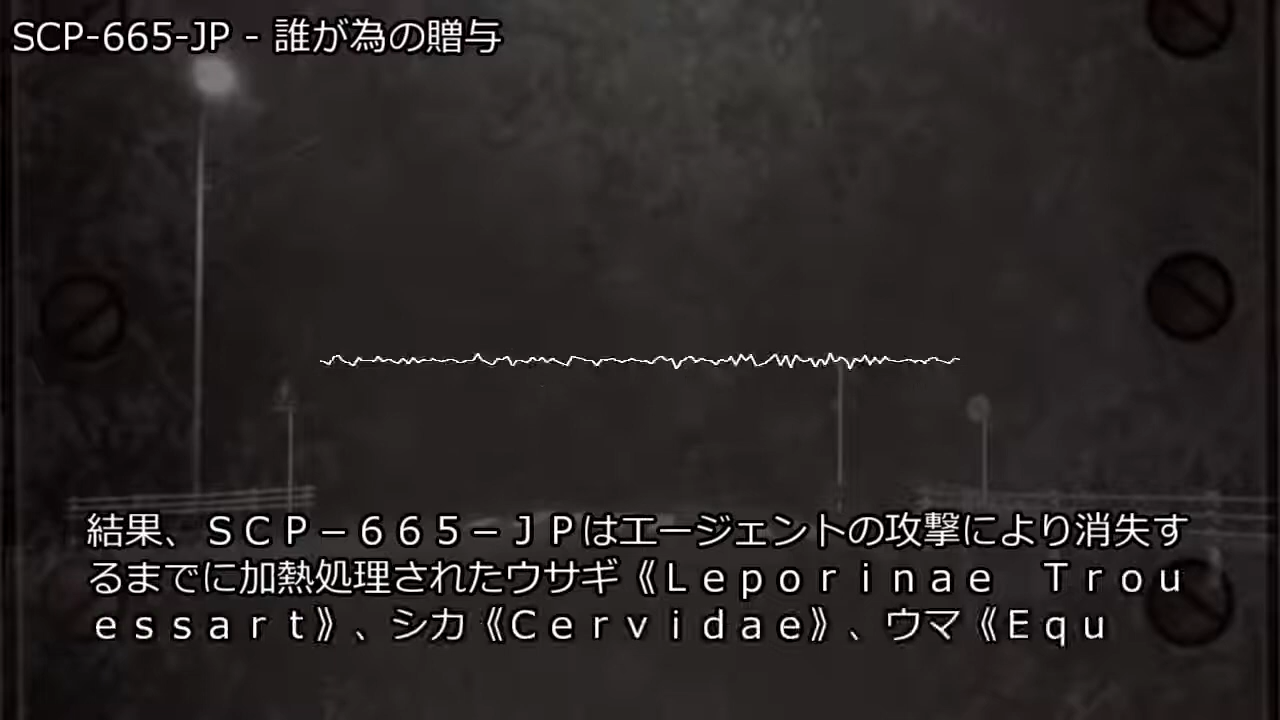 SCP-665-JP - 誰が為の贈与
結果、ＳＣＰ－６６５－ＪＰはエージェントの攻撃により消失す
るまでに加熱処理されたウサギ《Ｌｅｐｏｒｉｎａｅ　Ｔｒｏｕ
ｅｓｓａｒｔ》、シカ《Ｃｅｒｖｉｄａｅ》、ウマ《Ｅｑｕ